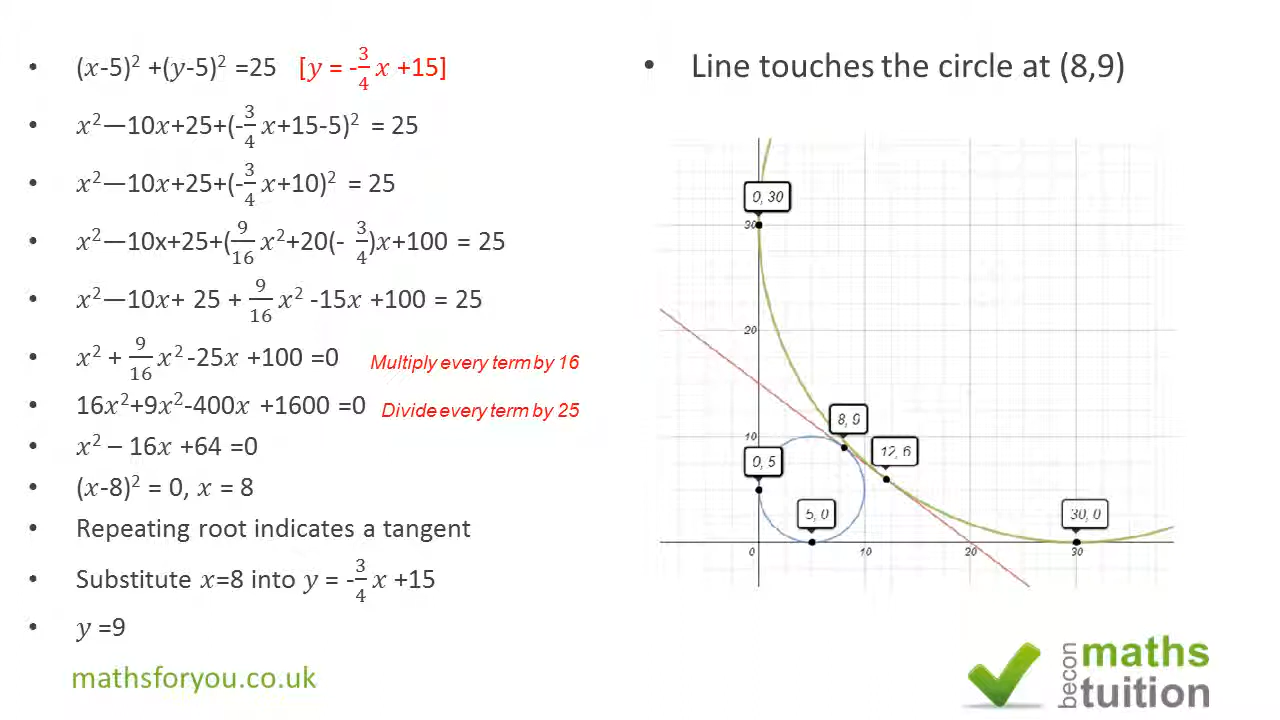 • (x-5)² +(y-5)² =25 [y = -3/4 x +15]
• x²—10x+25+(-3/4 x+15-5)² = 25
• x²—10x+25+(-3/4 x+10)² = 25
• x²—10x+25+(9/16 x²+20(- 3/4)x+100 = 25
• x²—10x+ 25 + 9/16 x² -15x +100 = 25
• x² + 9/16 x² -25x +100 =0 Multiply every term by 16
• 16x²+9x²-400x +1600 =0 Divide every term by 25
• x² – 16x +64 =0
• (x-8)² = 0, x = 8
• Repeating root indicates a tangent
• Substitute x=8 into y = -3/4 x +15
• y =9
mathsforyou.co.uk
• Line touches the circle at (8,9)
0, 30
30
20
8, 9
10
12, 6
0, 5
5, 0
30, 0
0
10
20
30
becon
maths
tuition